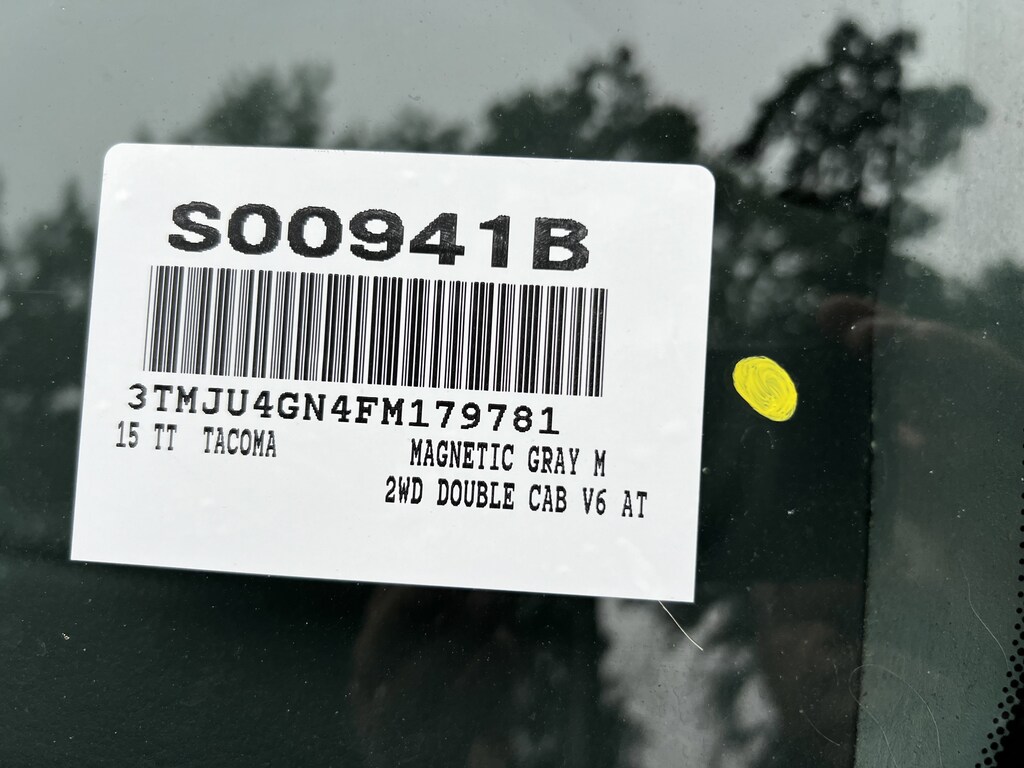 S00941B
3TMJU4GN4FM179781
15 TT TACOMA
MAGNETIC GRAY M
2WD DOUBLE CAB V6 AT